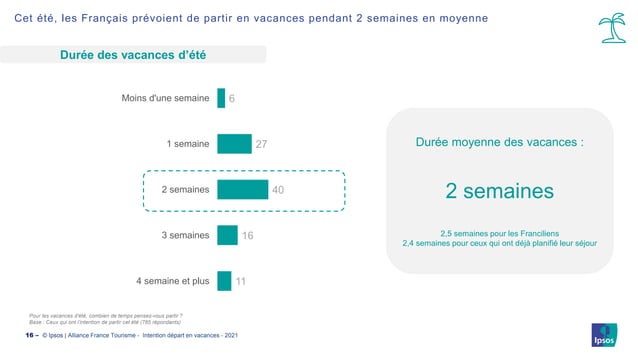 Cet été, les Français prévoient de partir en vacances pendant 2 semaines en moyenne
Durée des vacances d'été
Moins d'une semaine 6
1 semaine 27
2 semaines 40
3 semaines 16
4 semaine et plus 11
Durée moyenne des vacances :
2 semaines
2,5 semaines pour les Franciliens
2,4 semaines pour ceux qui ont déjà planifié leur séjour
Pour les vacances d'été, combien de temps pensez-vous partir ?
Base : Ceux qui ont l'intention de partir cet été (785 répondants)
16 – © Ipsos | Alliance France Tourisme - Intention départ en vacances - 2021
Ipsos